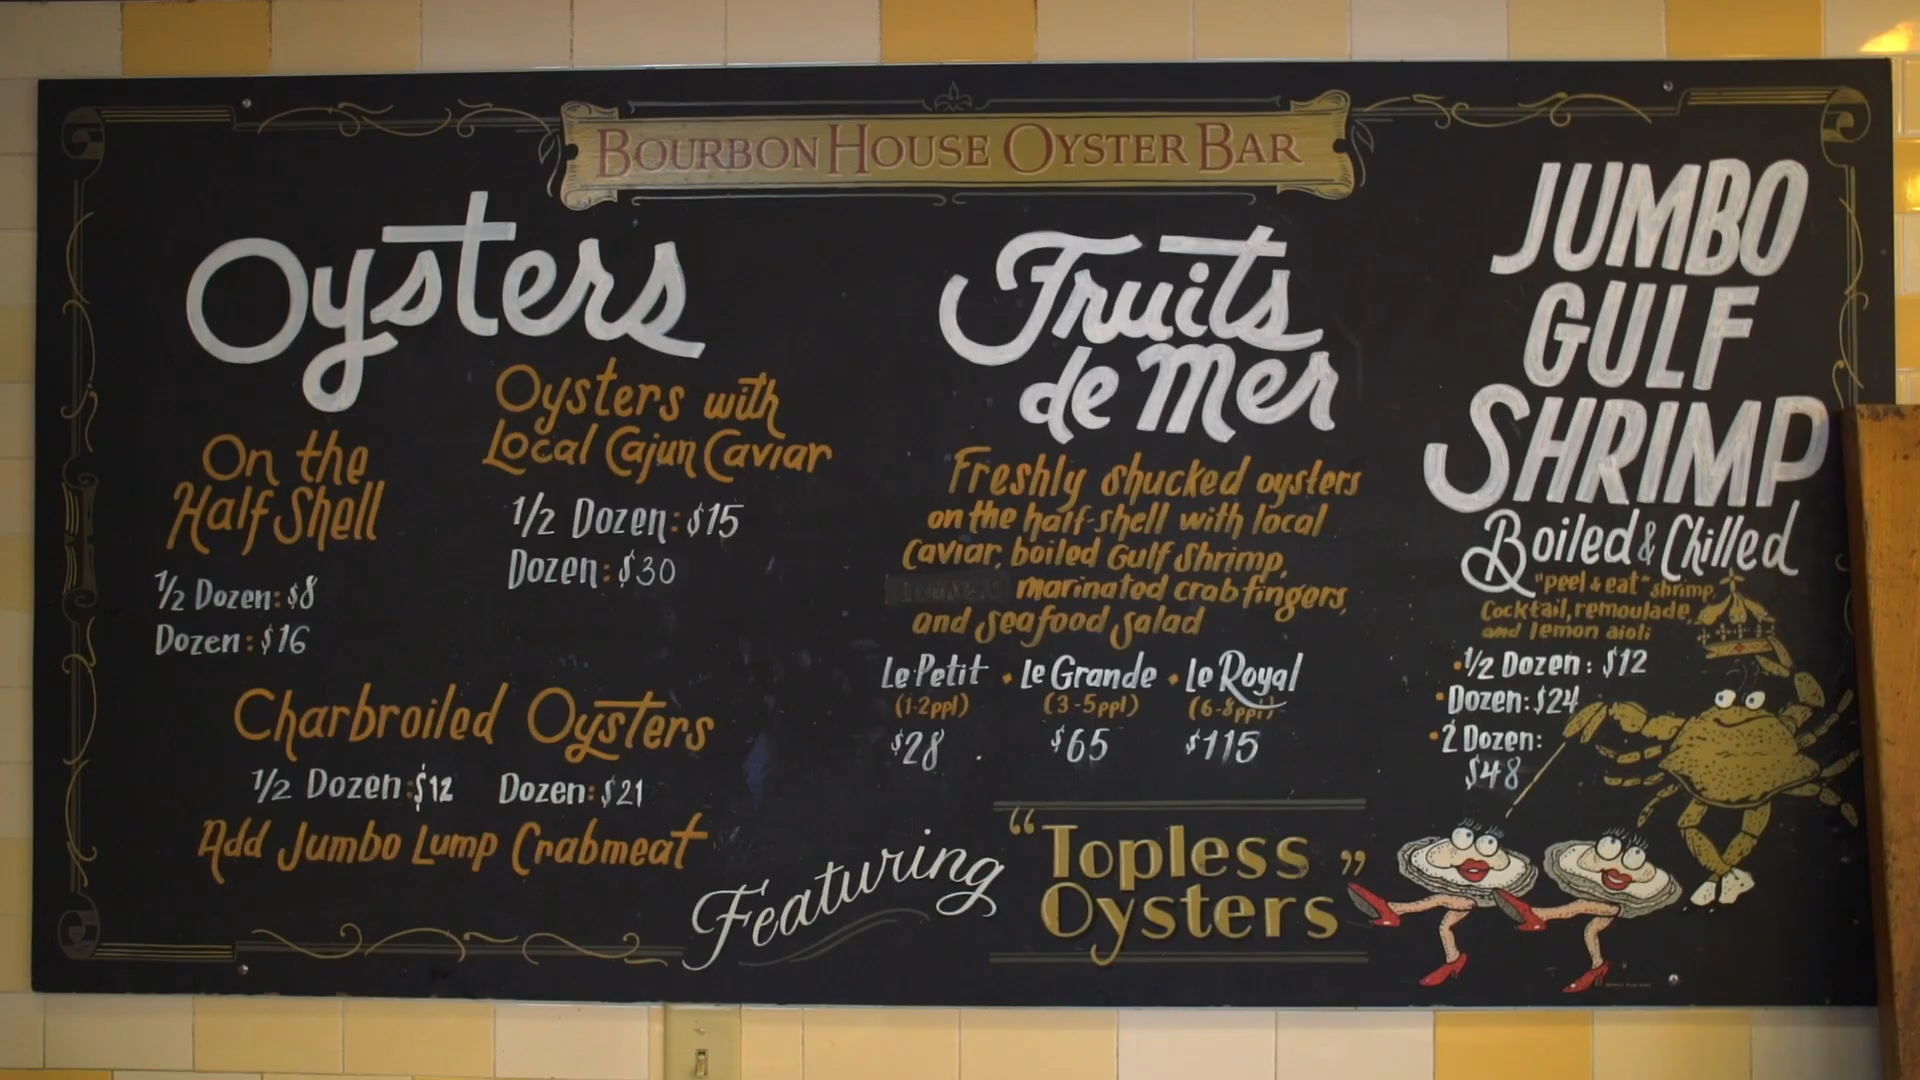 BOURBON HOUSE OYSTER BAR
Oysters
On the
Half Shell
1/2 Dozen: $8
Dozen: $16
Oysters with
Local Cajun Caviar
1/2 Dozen: $15
Dozen: $30
Charbroiled Oysters
1/2 Dozen: $12 Dozen: $21
Add Jumbo Lump Crabmeat
Fruits
de Mer
Freshly shucked oysters
on the half-shell with local
Caviar, boiled Gulf Shrimp,
marinated crab fingers,
and seafood salad
Le Petit • Le Grande • Le Royal
(1-2ppl) (3-5ppl) (6-8ppl)
$28 $65 $115
Featuring
"Topless
Oysters"
JUMBO
GULF
SHRIMP
Boiled & Chilled
"peel & eat" shrimp,
Cocktail, remoulade,
and lemon aioli
• 1/2 Dozen: $12
• Dozen: $24
• 2 Dozen:
$48